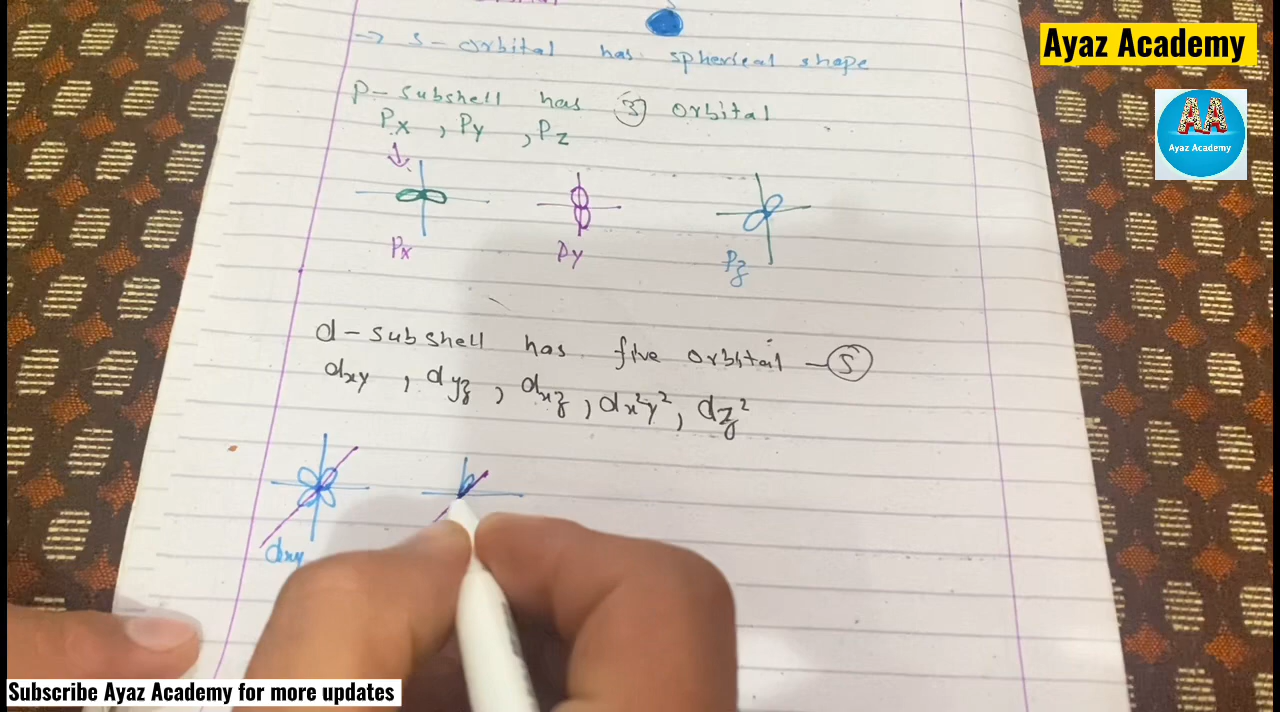 → s-orbital has spherical shape
P-subshell has ③ orbital
Px , Py , Pz
Px Py Pz
d-subshell has five orbital - ⑤
dxy , dyz , dxz , dx²y² , dz²
dxy
Ayaz Academy
AA
Ayaz Academy
Subscribe Ayaz Academy for more updates